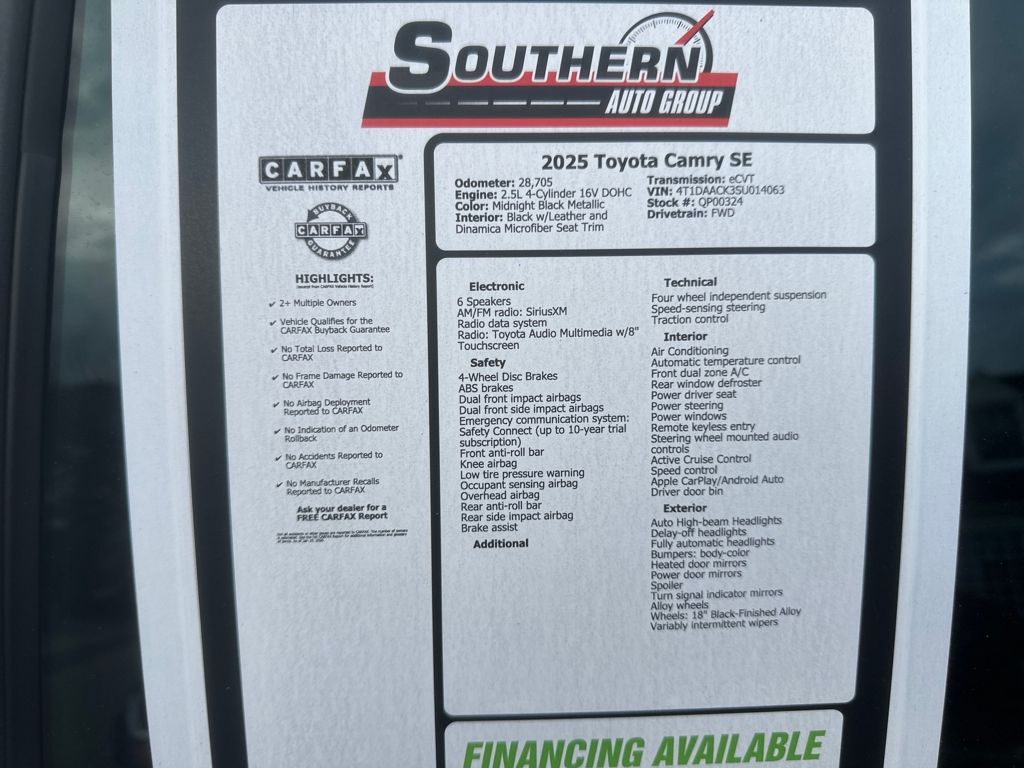 SOUTHERN
AUTO GROUP
CARFAX
VEHICLE HISTORY REPORTS
BUYBACK
CARFAX
GUARANTEE
HIGHLIGHTS:
✔ 2+ Multiple Owners
✔ Vehicle Qualifies for the
CARFAX Buyback Guarantee
✔ No Total Loss Reported to
CARFAX
✔ No Frame Damage Reported to
CARFAX
✔ No Airbag Deployment
Reported to CARFAX
✔ No Indication of an Odometer
Rollback
✔ No Accidents Reported to
CARFAX
✔ No Manufacturer Recalls
Reported to CARFAX
Ask your dealer for a
FREE CARFAX Report
2025 Toyota Camry SE
Odometer: 28,705
Engine: 2.5L 4-Cylinder 16V DOHC
Color: Midnight Black Metallic
Interior: Black w/Leather and
Dinamica Microfiber Seat Trim
Transmission: eCVT
VIN: 4T1DAACK3SU014063
Stock #: QP00324
Drivetrain: FWD
Electronic
6 Speakers
AM/FM radio: SiriusXM
Radio data system
Radio: Toyota Audio Multimedia w/8"
Touchscreen
Safety
4-Wheel Disc Brakes
ABS brakes
Dual front impact airbags
Dual front side impact airbags
Emergency communication system:
Safety Connect (up to 10-year trial
subscription)
Front anti-roll bar
Knee airbag
Low tire pressure warning
Occupant sensing airbag
Overhead airbag
Rear anti-roll bar
Rear side impact airbag
Brake assist
Additional
Technical
Four wheel independent suspension
Speed-sensing steering
Traction control
Interior
Air Conditioning
Automatic temperature control
Front dual zone A/C
Rear window defroster
Power driver seat
Power steering
Power windows
Remote keyless entry
Steering wheel mounted audio
controls
Active Cruise Control
Speed control
Apple CarPlay/Android Auto
Driver door bin
Exterior
Auto High-beam Headlights
Delay-off headlights
Fully automatic headlights
Bumpers: body-color
Heated door mirrors
Power door mirrors
Spoiler
Turn signal indicator mirrors
Alloy wheels
Wheels: 18" Black-Finished Alloy
Variably intermittent wipers
FINANCING AVAILABLE